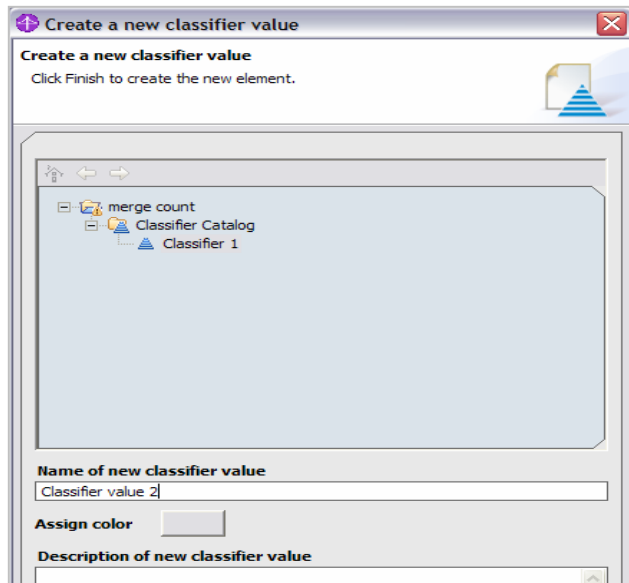 Create a new classifier value
Create a new classifier value
Click Finish to create the new element.
merge count
Classifier Catalog
Classifier 1
Name of new classifier value
Classifier value 2
Assign color
Description of new classifier value